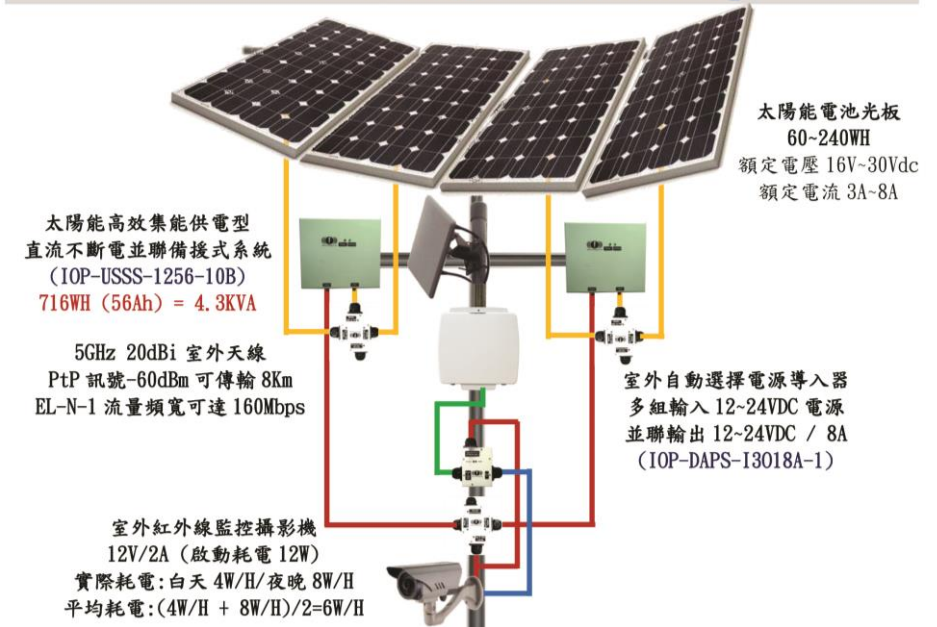 太陽能電池光板
60~240WH
額定電壓 16V~30Vdc
額定電流 3A~8A
太陽能高效集能供電型
直流不斷電並聯備援式系統
(IOP-USSS-1256-10B)
716WH (56Ah) = 4.3KVA
5GHz 20dBi 室外天線
PtP 訊號-60dBm 可傳輸 8Km
EL-N-1 流量頻寬可達 160Mbps
室外自動選擇電源導入器
多組輸入 12~24VDC 電源
並聯輸出 12~24VDC / 8A
(IOP-DAPS-I3018A-1)
室外紅外線監控攝影機
12V/2A (啟動耗電 12W)
實際耗電:白天 4W/H/夜晚 8W/H
平均耗電:(4W/H + 8W/H)/2=6W/H